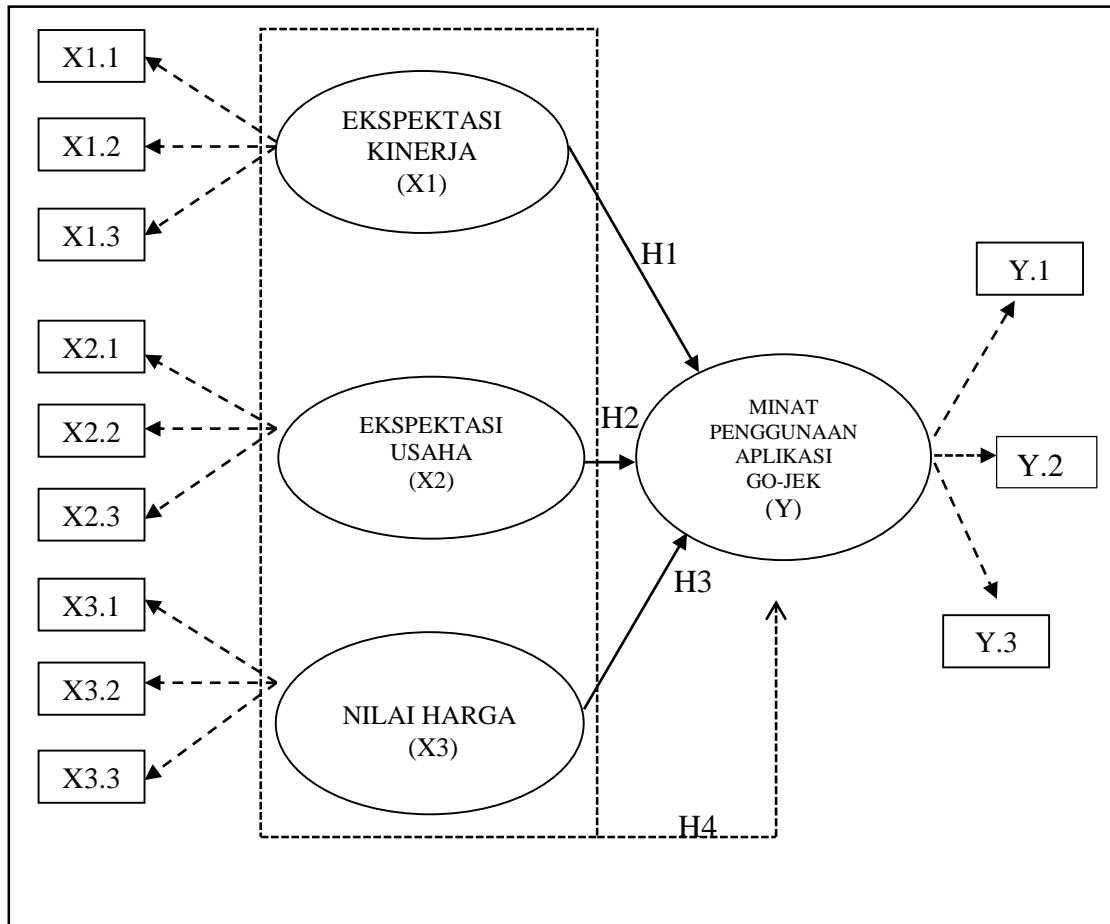 X1.1
X1.2
X1.3
EKSPEKTASI
KINERJA
(X1)
H1
X2.1
X2.2
X2.3
EKSPEKTASI
USAHA
(X2)
H2
MINAT
PENGGUNAAN
APLIKASI
GO-JEK
(Y)
Y.1
Y.2
Y.3
X3.1
X3.2
X3.3
NILAI HARGA
(X3)
H3
H4